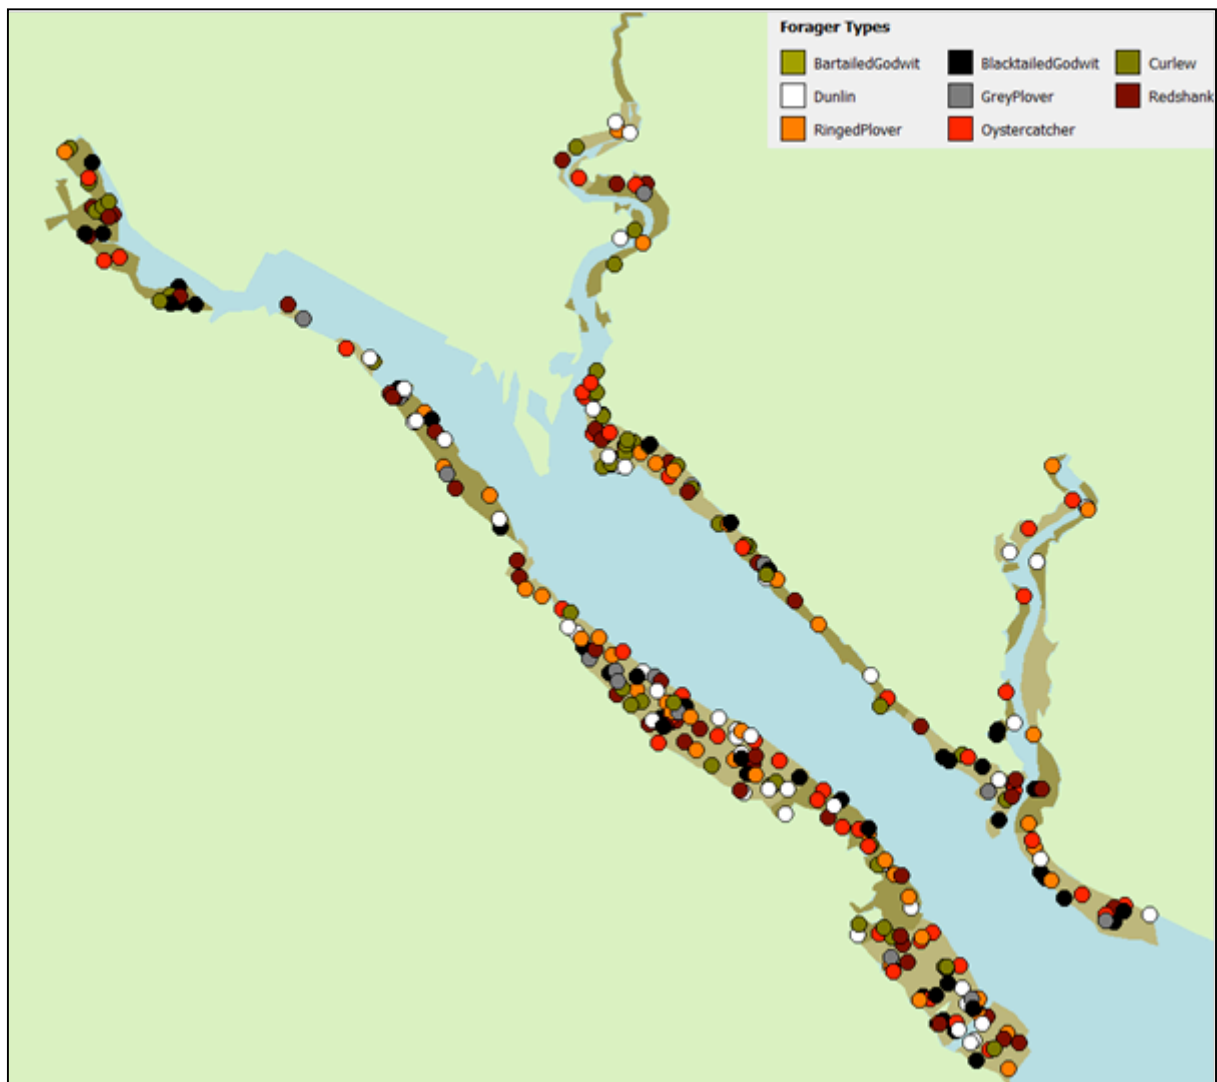 Forager Types
BartailedGodwit BlacktailedGodwit Curlew
Dunlin GreyPlover Redshank
RingedPlover Oystercatcher